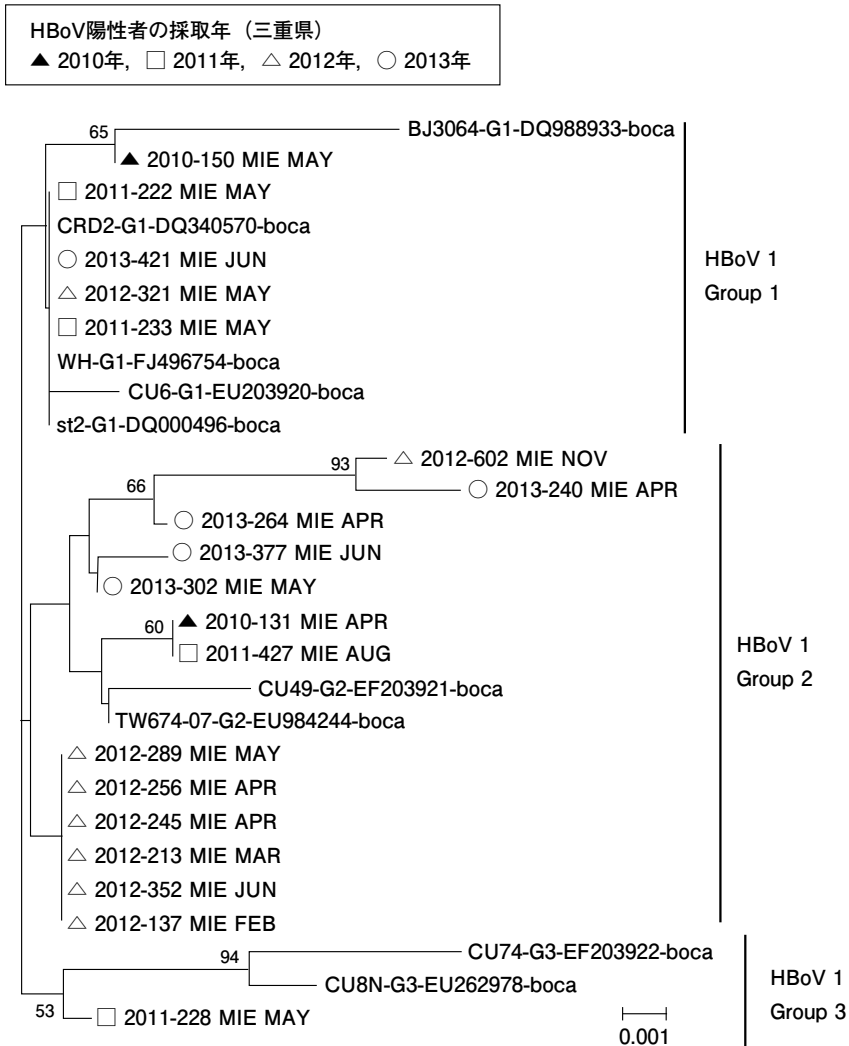 HBoV陽性者の採取年（三重県）
▲ 2010年, □ 2011年, △ 2012年, ○ 2013年
65
BJ3064-G1-DQ988933-boca
▲ 2010-150 MIE MAY
□ 2011-222 MIE MAY
CRD2-G1-DQ340570-boca
○ 2013-421 MIE JUN
△ 2012-321 MIE MAY
□ 2011-233 MIE MAY
WH-G1-FJ496754-boca
CU6-G1-EU203920-boca
st2-G1-DQ000496-boca
HBoV 1
Group 1
93
△ 2012-602 MIE NOV
66
○ 2013-240 MIE APR
○ 2013-264 MIE APR
○ 2013-377 MIE JUN
○ 2013-302 MIE MAY
60
▲ 2010-131 MIE APR
□ 2011-427 MIE AUG
CU49-G2-EF203921-boca
TW674-07-G2-EU984244-boca
△ 2012-289 MIE MAY
△ 2012-256 MIE APR
△ 2012-245 MIE APR
△ 2012-213 MIE MAR
△ 2012-352 MIE JUN
△ 2012-137 MIE FEB
HBoV 1
Group 2
94
CU74-G3-EF203922-boca
CU8N-G3-EU262978-boca
53
□ 2011-228 MIE MAY
HBoV 1
Group 3
0.001